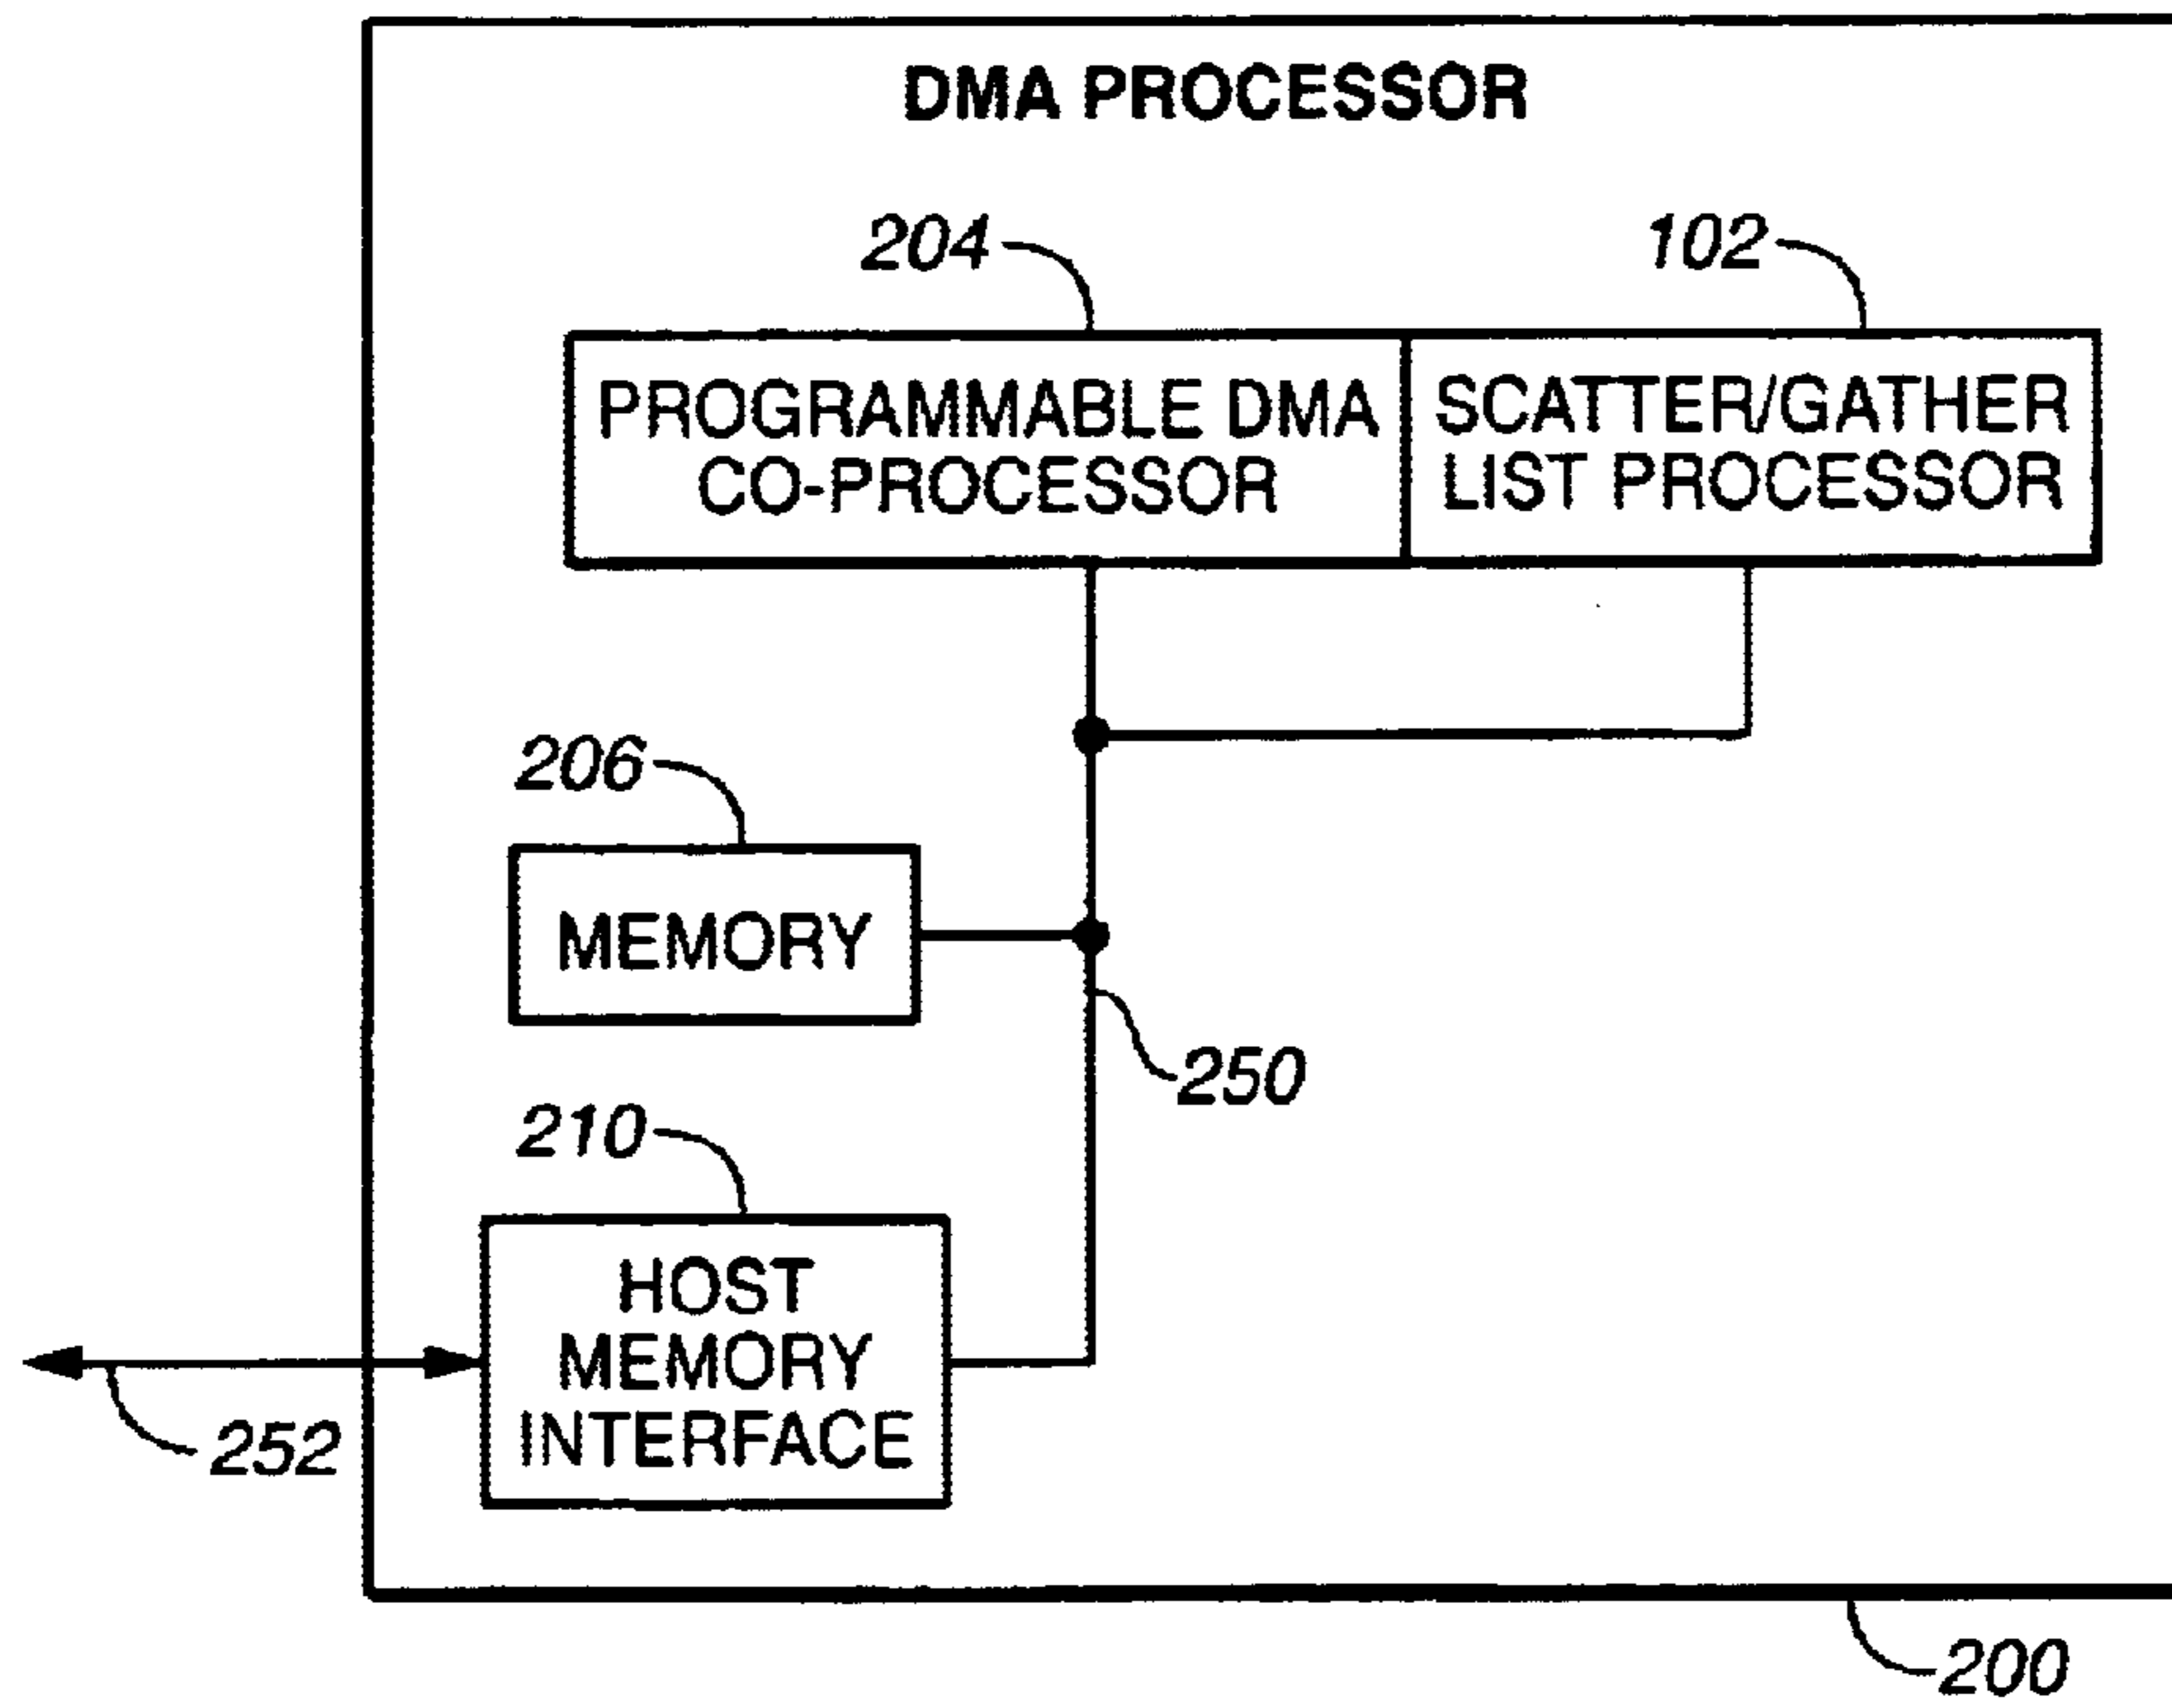 DMA PROCESSOR
204
102
PROGRAMMABLE DMA
CO-PROCESSOR
SCATTER/GATHER
LIST PROCESSOR
206
MEMORY
250
210
HOST
MEMORY
INTERFACE
252
200